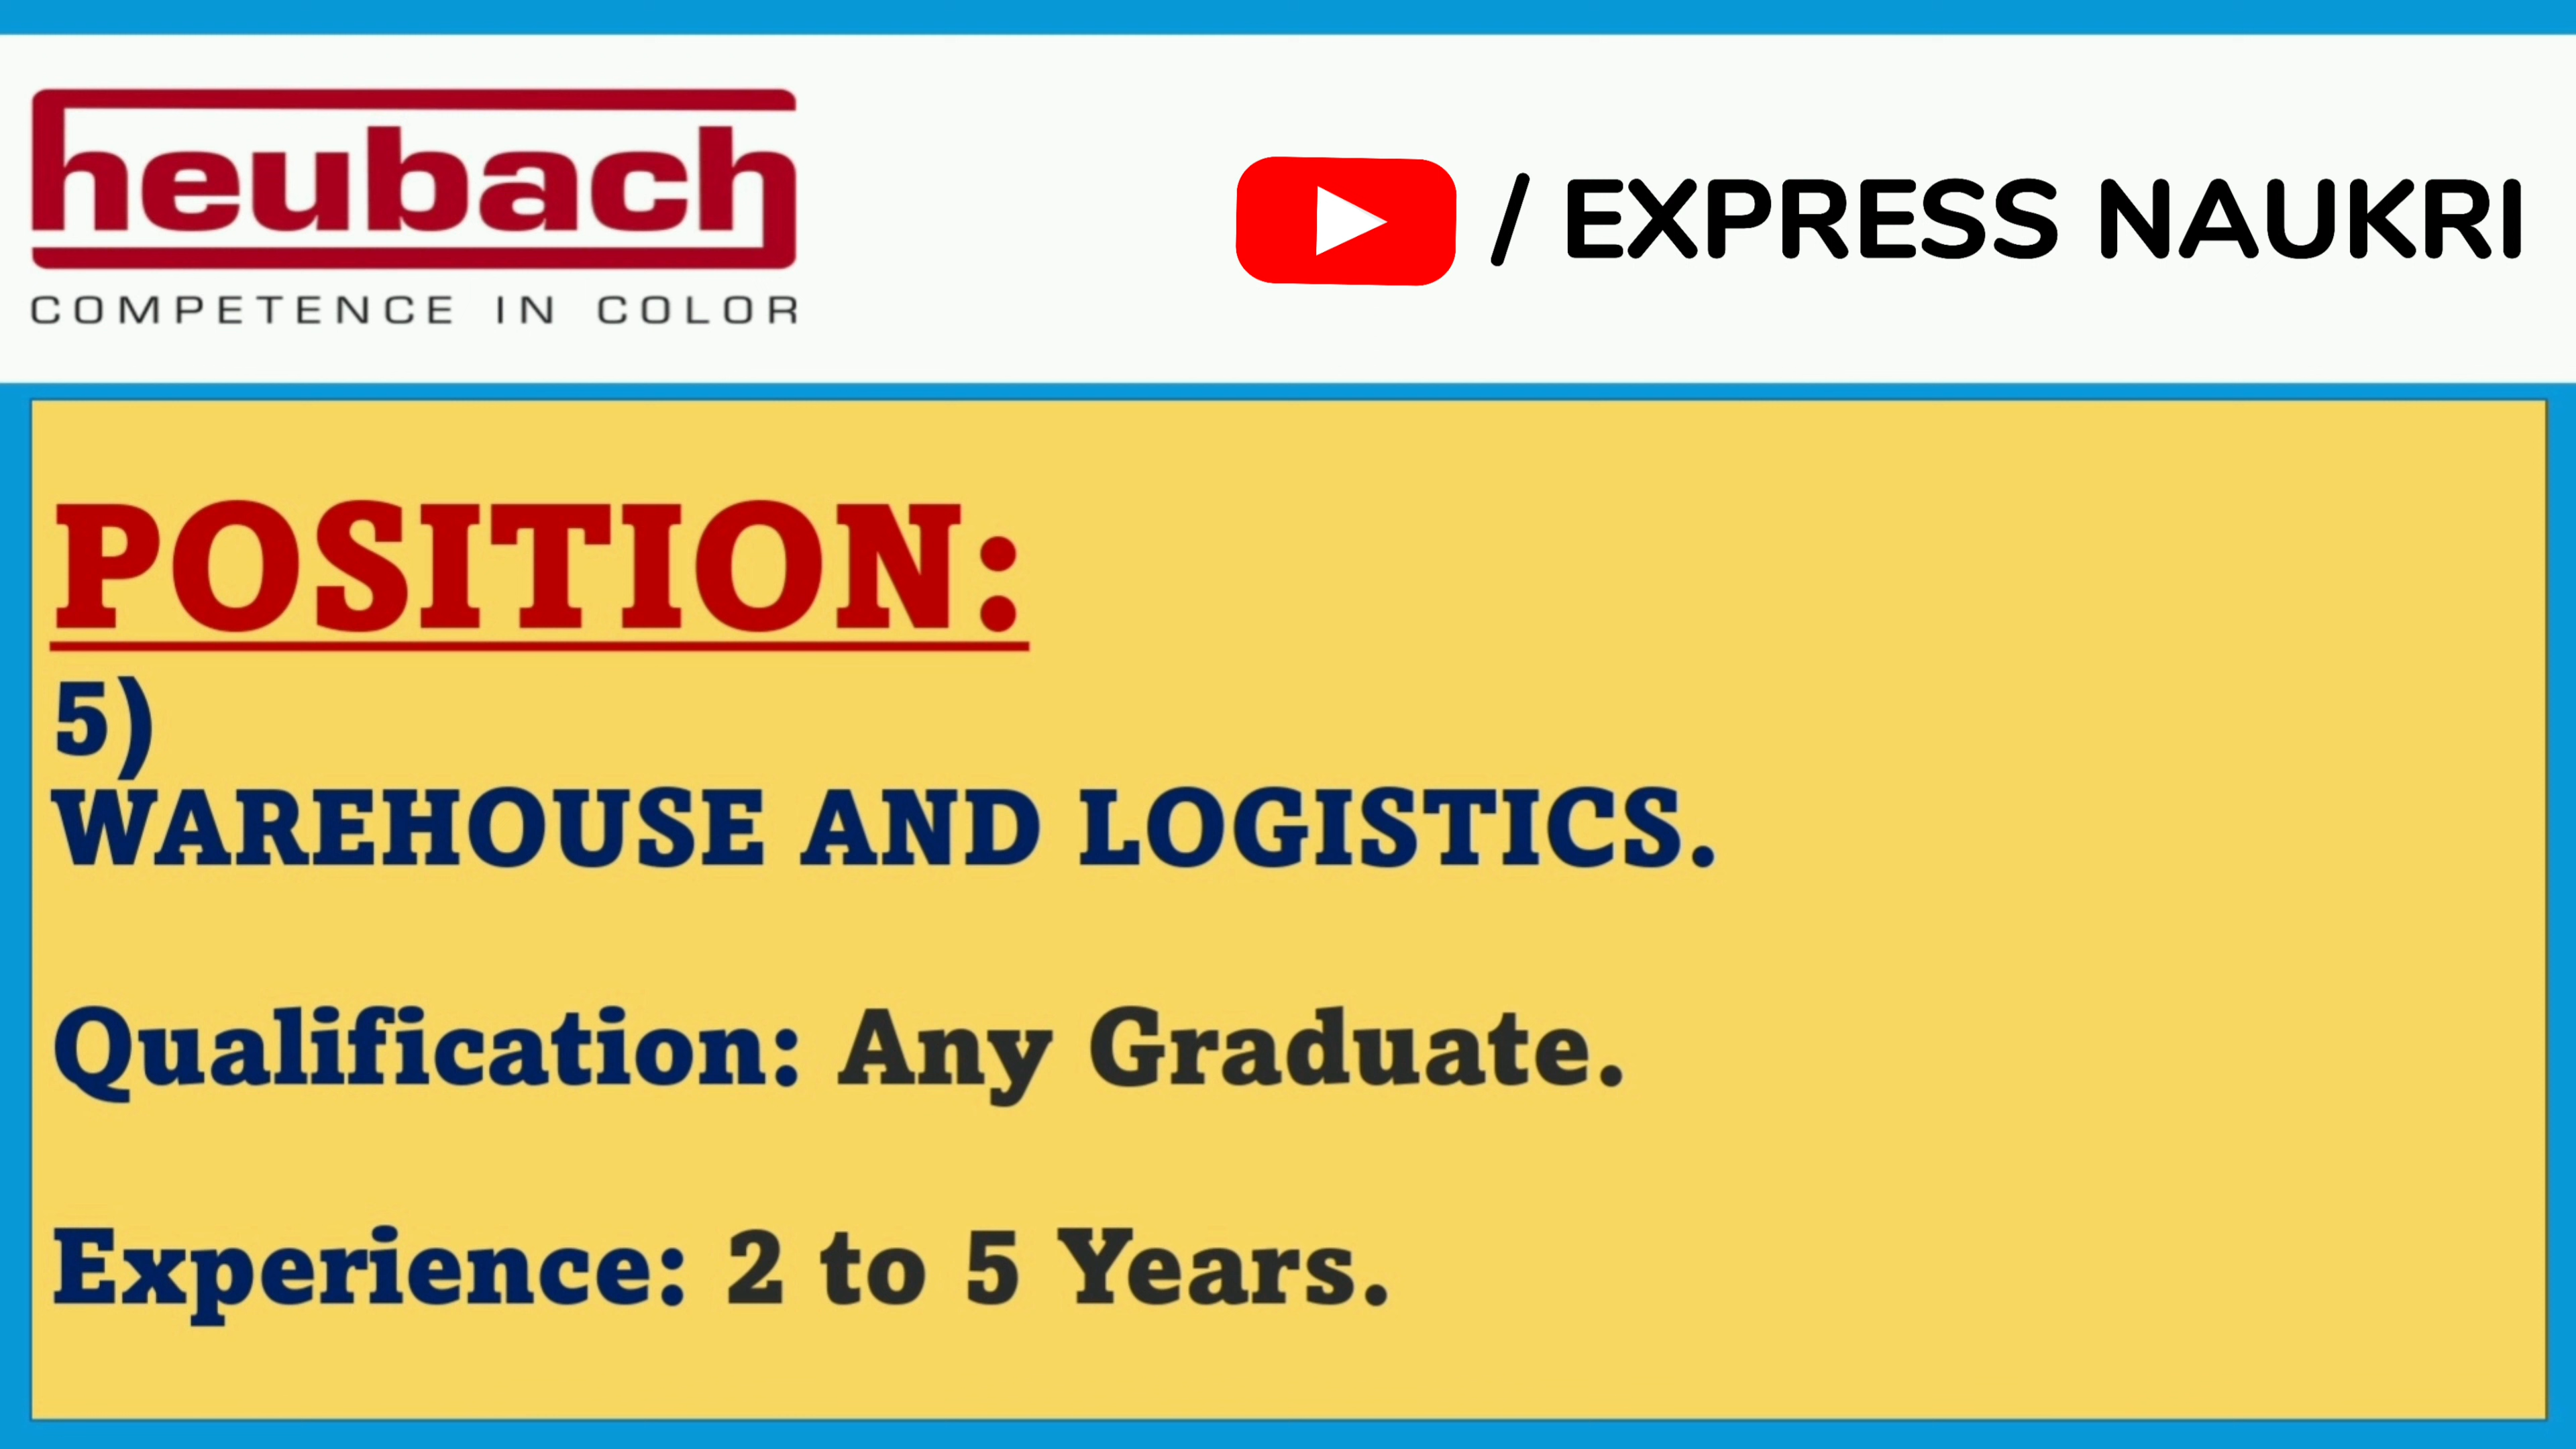 heubach
COMPETENCE IN COLOR
/ EXPRESS NAUKRI
POSITION:
5)
WAREHOUSE AND LOGISTICS.
Qualification: Any Graduate.
Experience: 2 to 5 Years.